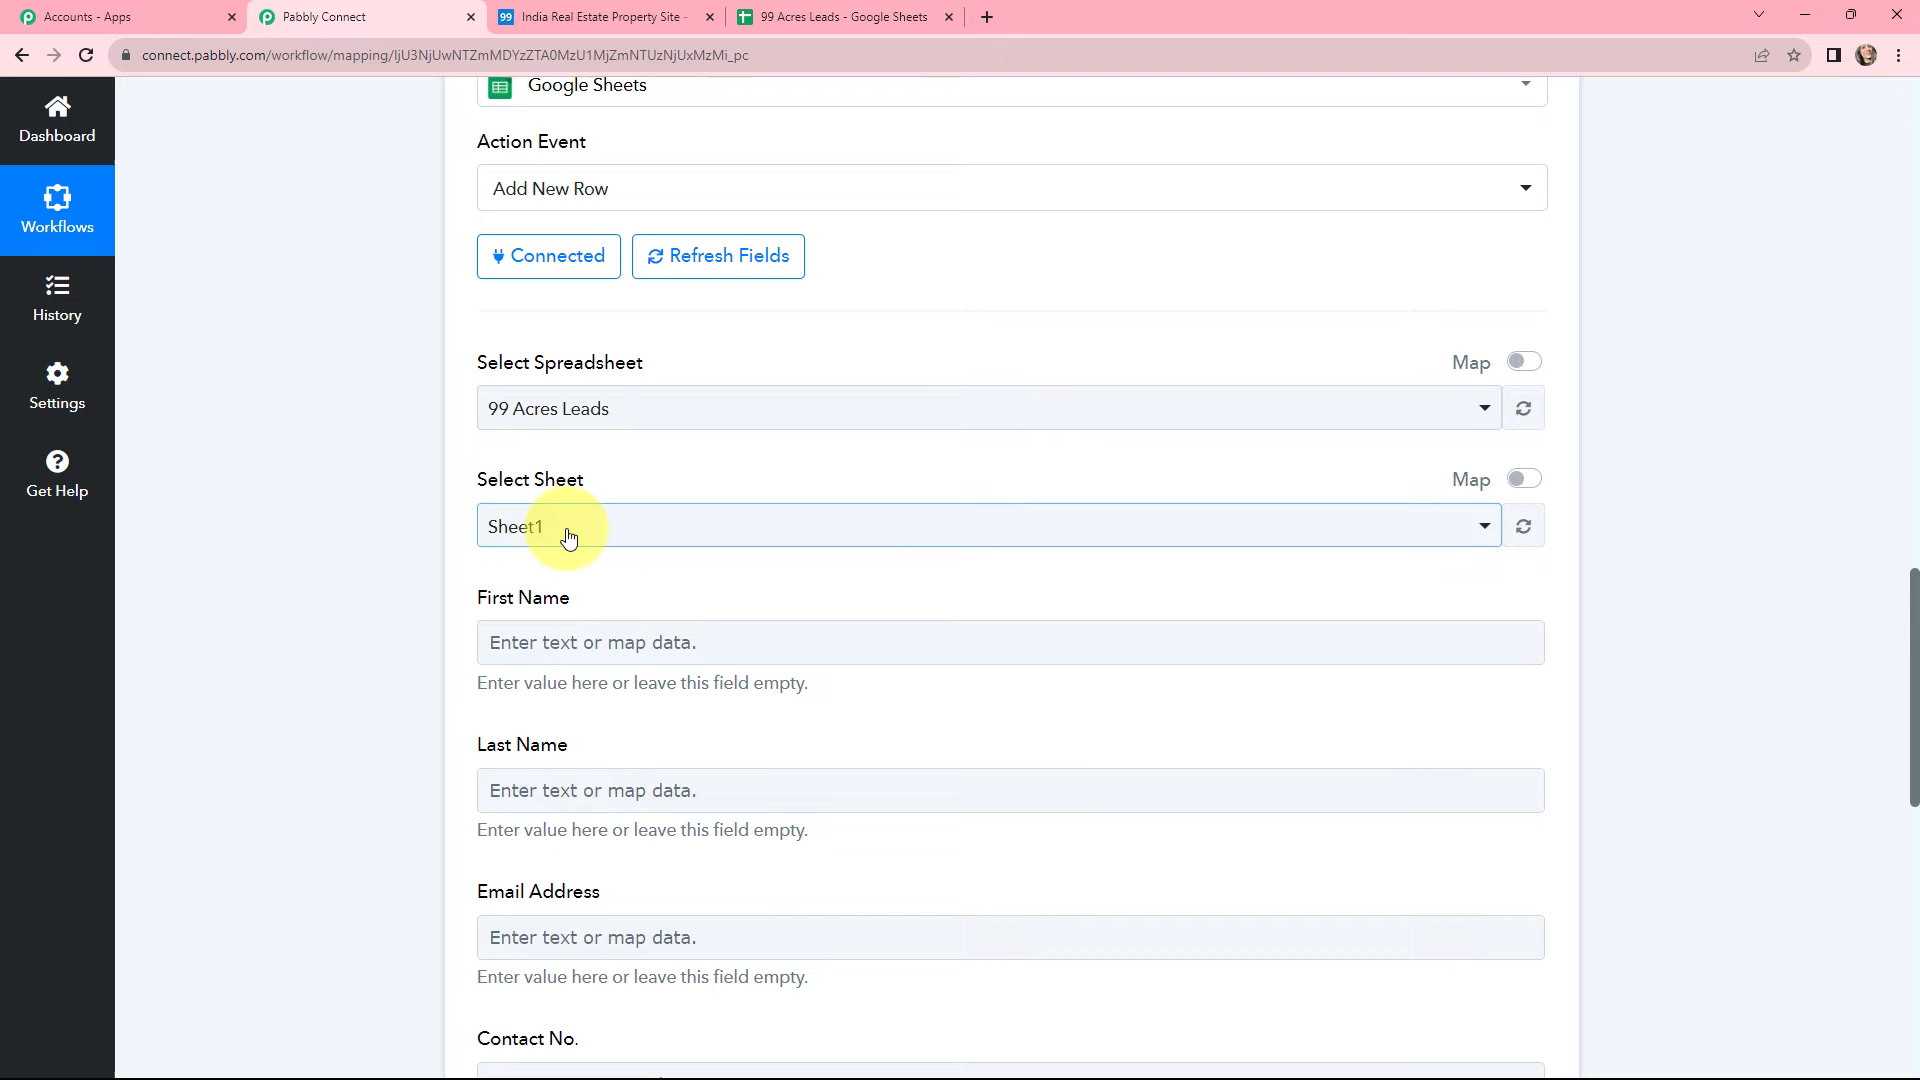 Accounts - Apps
Pabbly Connect
99 India Real Estate Property Site -
99 Acres Leads - Google Sheets
connect.pabbly.com/workflow/mapping/IjU3NjUwNTZmMDYzZTA0MzU1MjZmNTUzNjUxMzMi_pc
Google Sheets
Dashboard
Action Event
Add New Row
Workflows
Connected
Refresh Fields
History
Select Spreadsheet
Map
Settings
99 Acres Leads
Select Sheet
Map
Get Help
Sheet1
First Name
Enter text or map data.
Enter value here or leave this field empty.
Last Name
Enter text or map data.
Enter value here or leave this field empty.
Email Address
Enter text or map data.
Enter value here or leave this field empty.
Contact No.